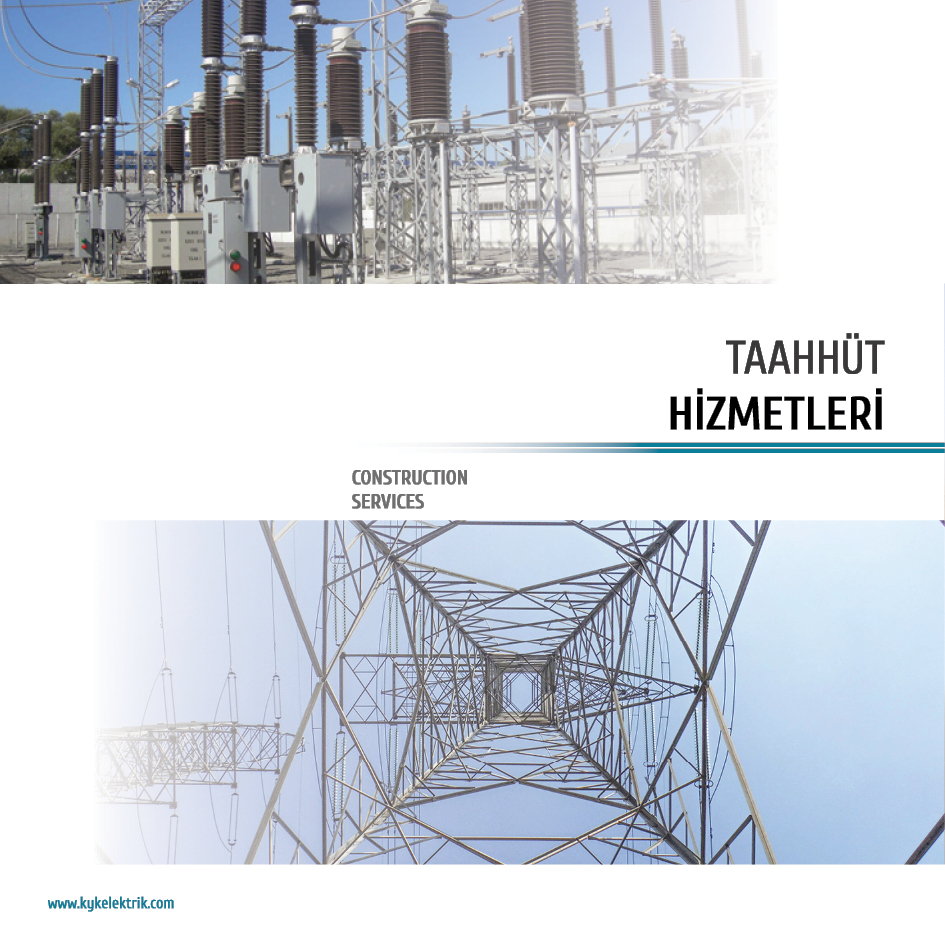 TAAHHÜT
HİZMETLERİ
CONSTRUCTION
SERVICES
www.kykelektrik.com